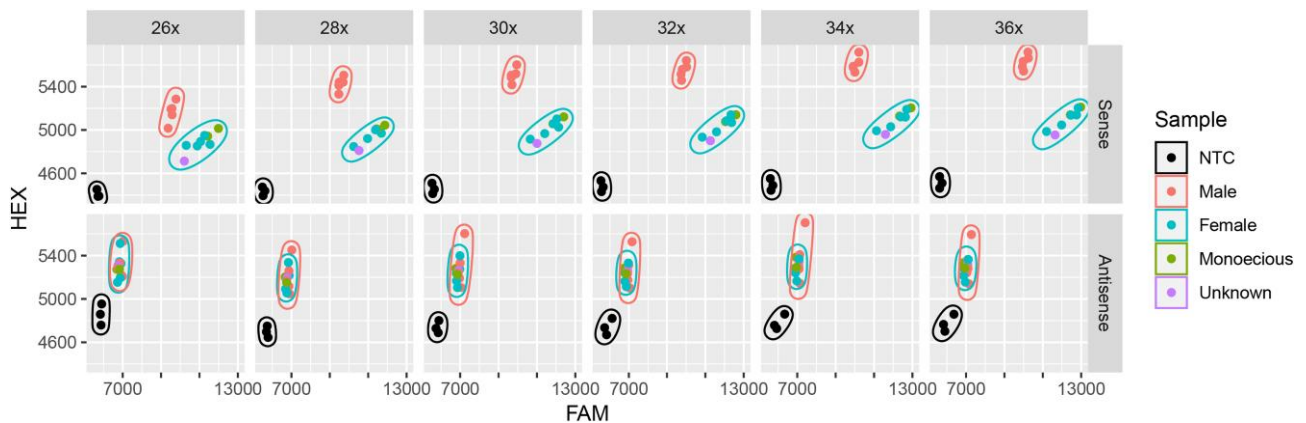 26x 28x 30x 32x 34x 36x
HEX
5400
5000
4600
Sense
5400
5000
4600
Antisense
7000 13000 7000 13000 7000 13000 7000 13000 7000 13000 7000 13000
FAM
Sample
NTC
Male
Female
Monoecious
Unknown